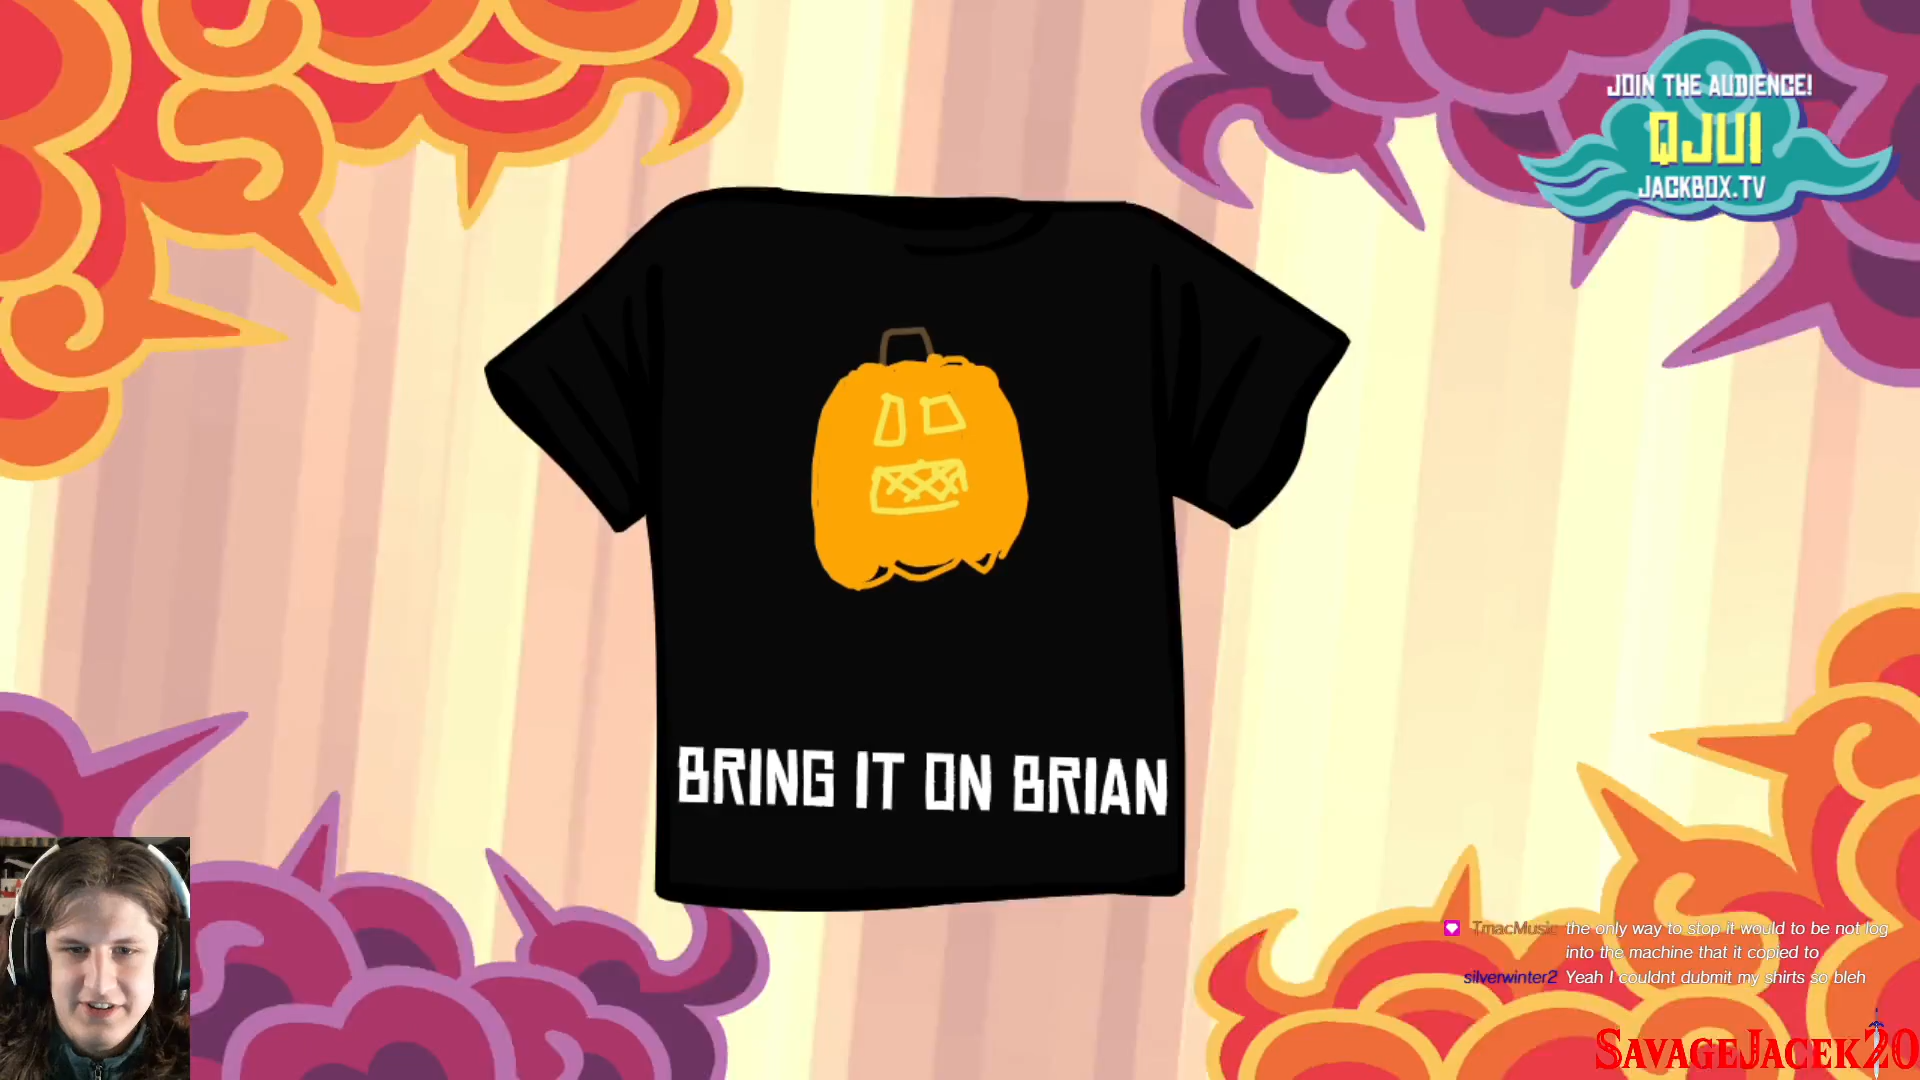 JOIN THE AUDIENCE!
QJUI
JACKBOX.TV
BRING IT ON BRIAN
TmacMusic the only way to stop it would to be not log
into the machine that it copied to
silverwinter2 Yeah I couldnt dubmit my shirts so bleh
SAVAGEJACEK20